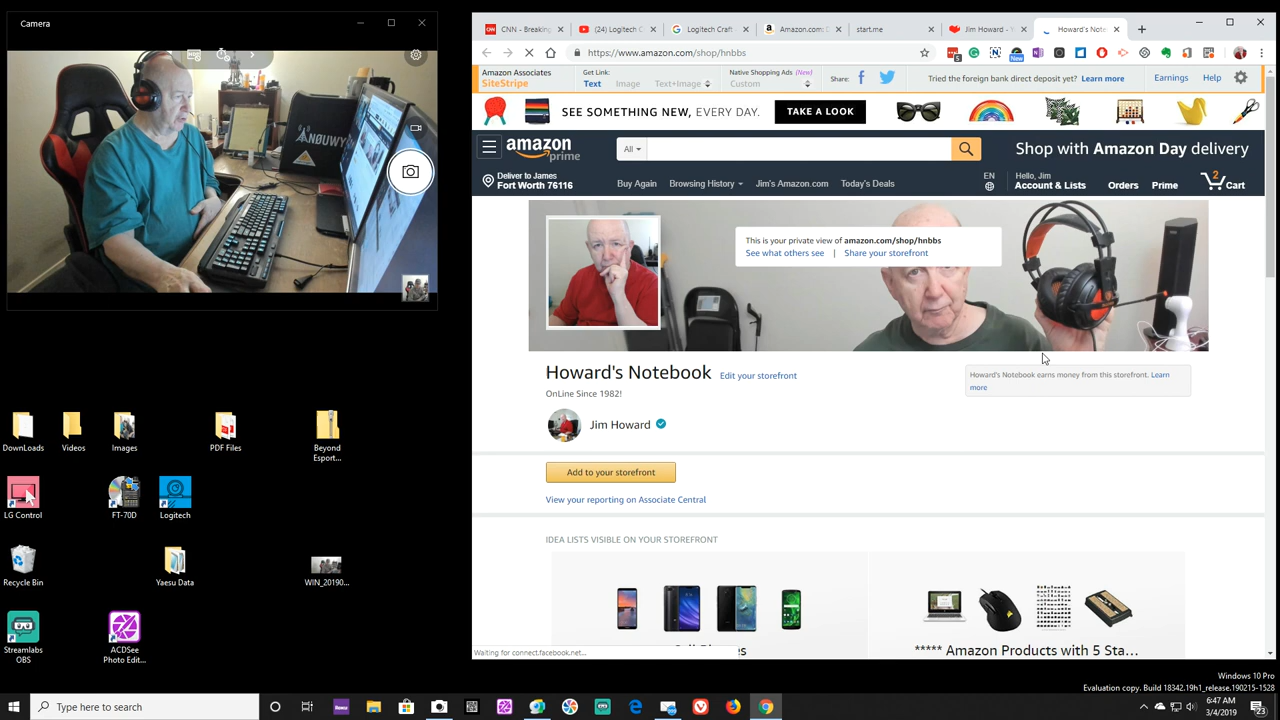 Camera
ANØUWY
CNN - Breaking
(24) Logitech C
Logitech Craft
Amazon.com: D
start.me
Jim Howard - Y
Howard's Note
https://www.amazon.com/shop/hnbbs
Amazon Associates
SiteStripe
Get Link:
Text
Image
Text+Image
Native Shopping Ads (New)
Custom
Share:
Tried the foreign bank direct deposit yet? Learn more
Earnings
Help
SEE SOMETHING NEW, EVERY DAY.
TAKE A LOOK
amazon
prime
All
Shop with Amazon Day delivery
Deliver to James
Fort Worth 76116
Buy Again
Browsing History
Jim's Amazon.com
Today's Deals
EN
Hello, Jim
Account & Lists
Orders
Prime
2
Cart
This is your private view of amazon.com/shop/hnbbs
See what others see | Share your storefront
Howard's Notebook
Edit your storefront
Howard's Notebook earns money from this storefront. Learn
more
OnLine Since 1982!
Jim Howard
Add to your storefront
View your reporting on Associate Central
IDEA LISTS VISIBLE ON YOUR STOREFRONT
***** Amazon Products with 5 Sta...
Waiting for connect.facebook.net...
DownLoads
Videos
Images
PDF Files
Beyond
Esport...
LG Control
FT-70D
Logitech
Recycle Bin
Yaesu Data
WIN_20190...
Streamlabs
OBS
ACDSee
Photo Edit...
Windows 10 Pro
Evaluation copy. Build 18342.19h1_release.190215-1528
Type here to search
Roku
6:47 AM
3/4/2019
23